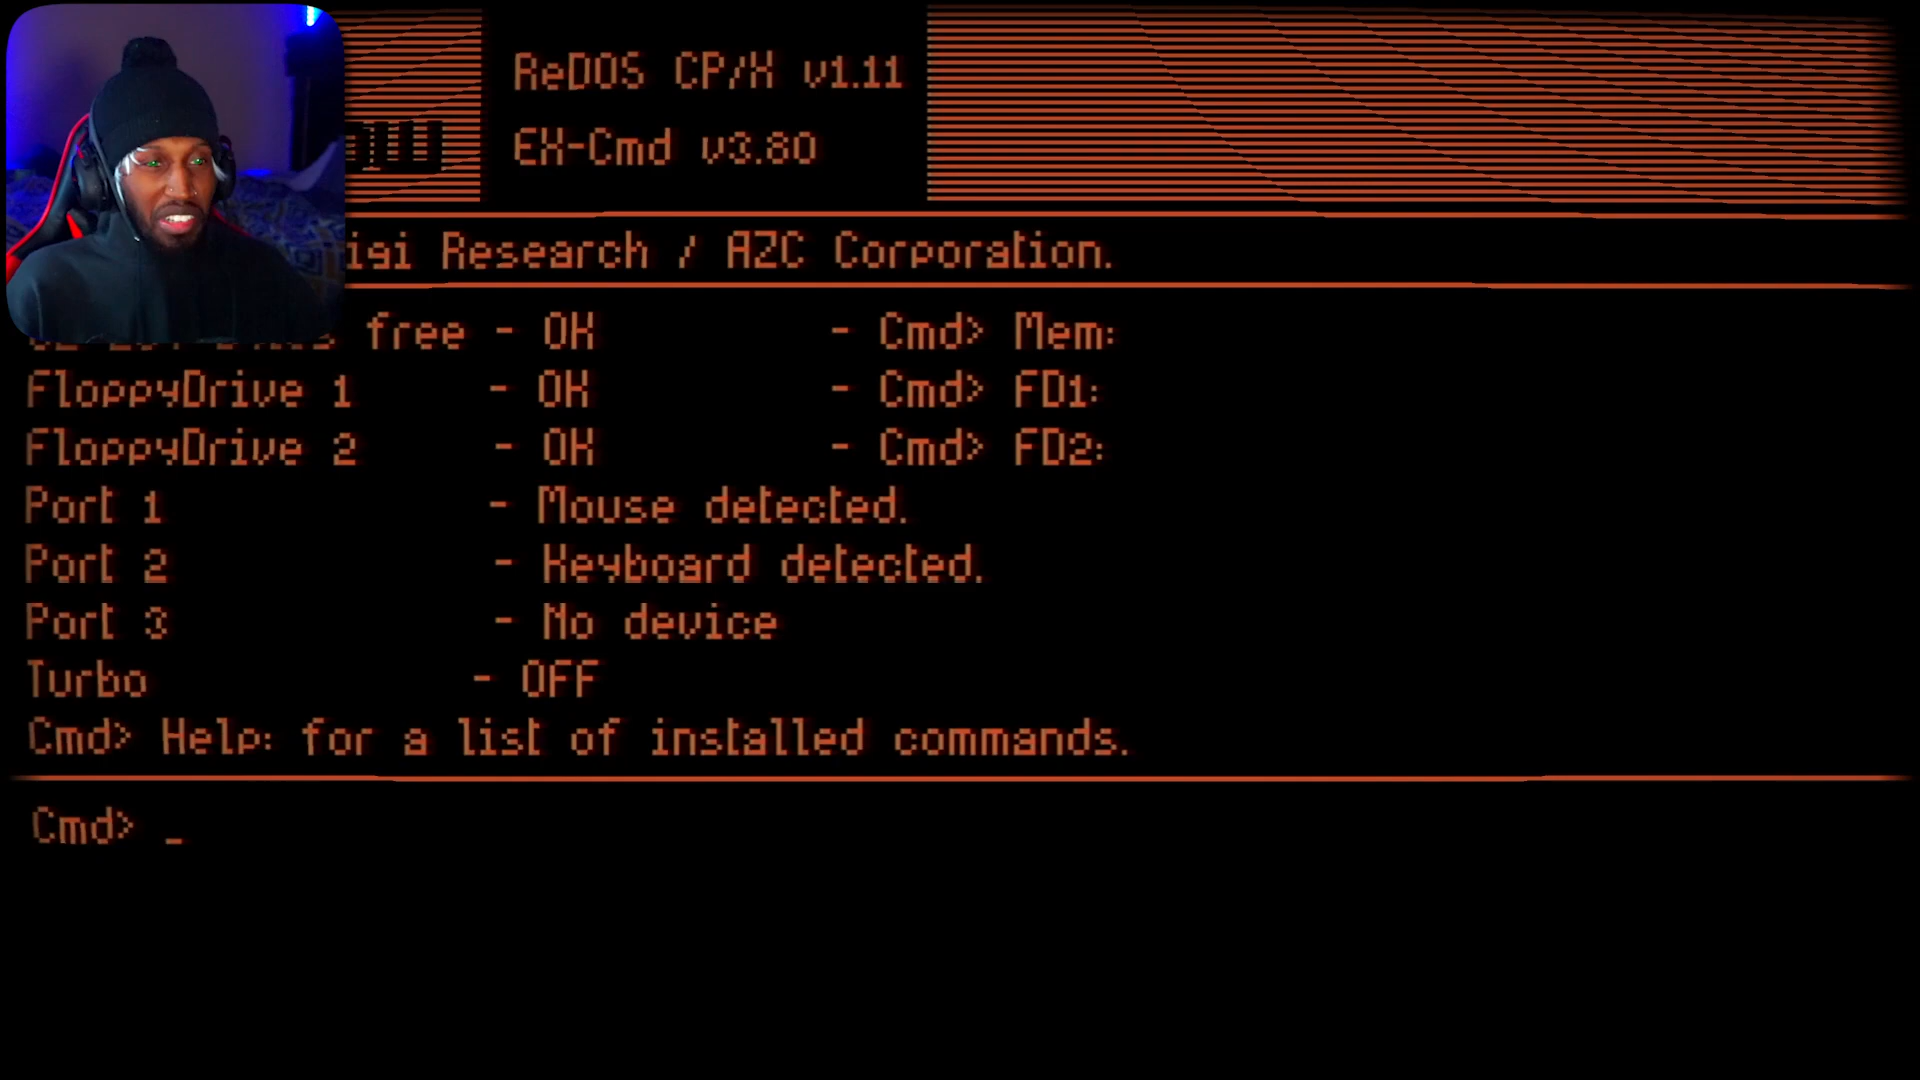 ReDOS CP/X v1.11
EX-Cmd v3.80
igi Research / AZC Corporation.
free - OK - Cmd> Mem:
FloppyDrive 1 - OK - Cmd> FD1:
FloppyDrive 2 - OK - Cmd> FD2:
Port 1 - Mouse detected.
Port 2 - Keyboard detected.
Port 3 - No device
Turbo - OFF
Cmd> Help: for a list of installed commands.
Cmd> _